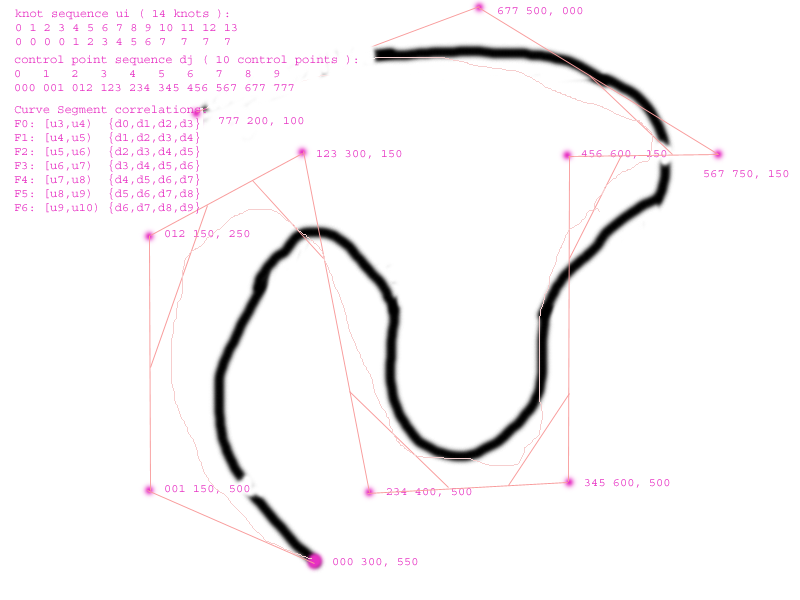 knot sequence ui ( 14 knots ):
0 1 2 3 4 5 6 7 8 9 10 11 12 13
0 0 0 0 1 2 3 4 5 6 7 7 7 7
control point sequence dj ( 10 control points ):
0 1 2 3 4 5 6 7 8 9
000 001 012 123 234 345 456 567 677 777
Curve Segment correlations
F0: [u3,u4) {d0,d1,d2,d3}
F1: [u4,u5) {d1,d2,d3,d4}
F2: [u5,u6) {d2,d3,d4,d5}
F3: [u6,u7) {d3,d4,d5,d6}
F4: [u7,u8) {d4,d5,d6,d7}
F5: [u8,u9) {d5,d6,d7,d8}
F6: [u9,u10) {d6,d7,d8,d9}
677 500, 000
777 200, 100
123 300, 150
456 600, 150
567 750, 150
012 150, 250
001 150, 500
234 400, 500
345 600, 500
000 300, 550